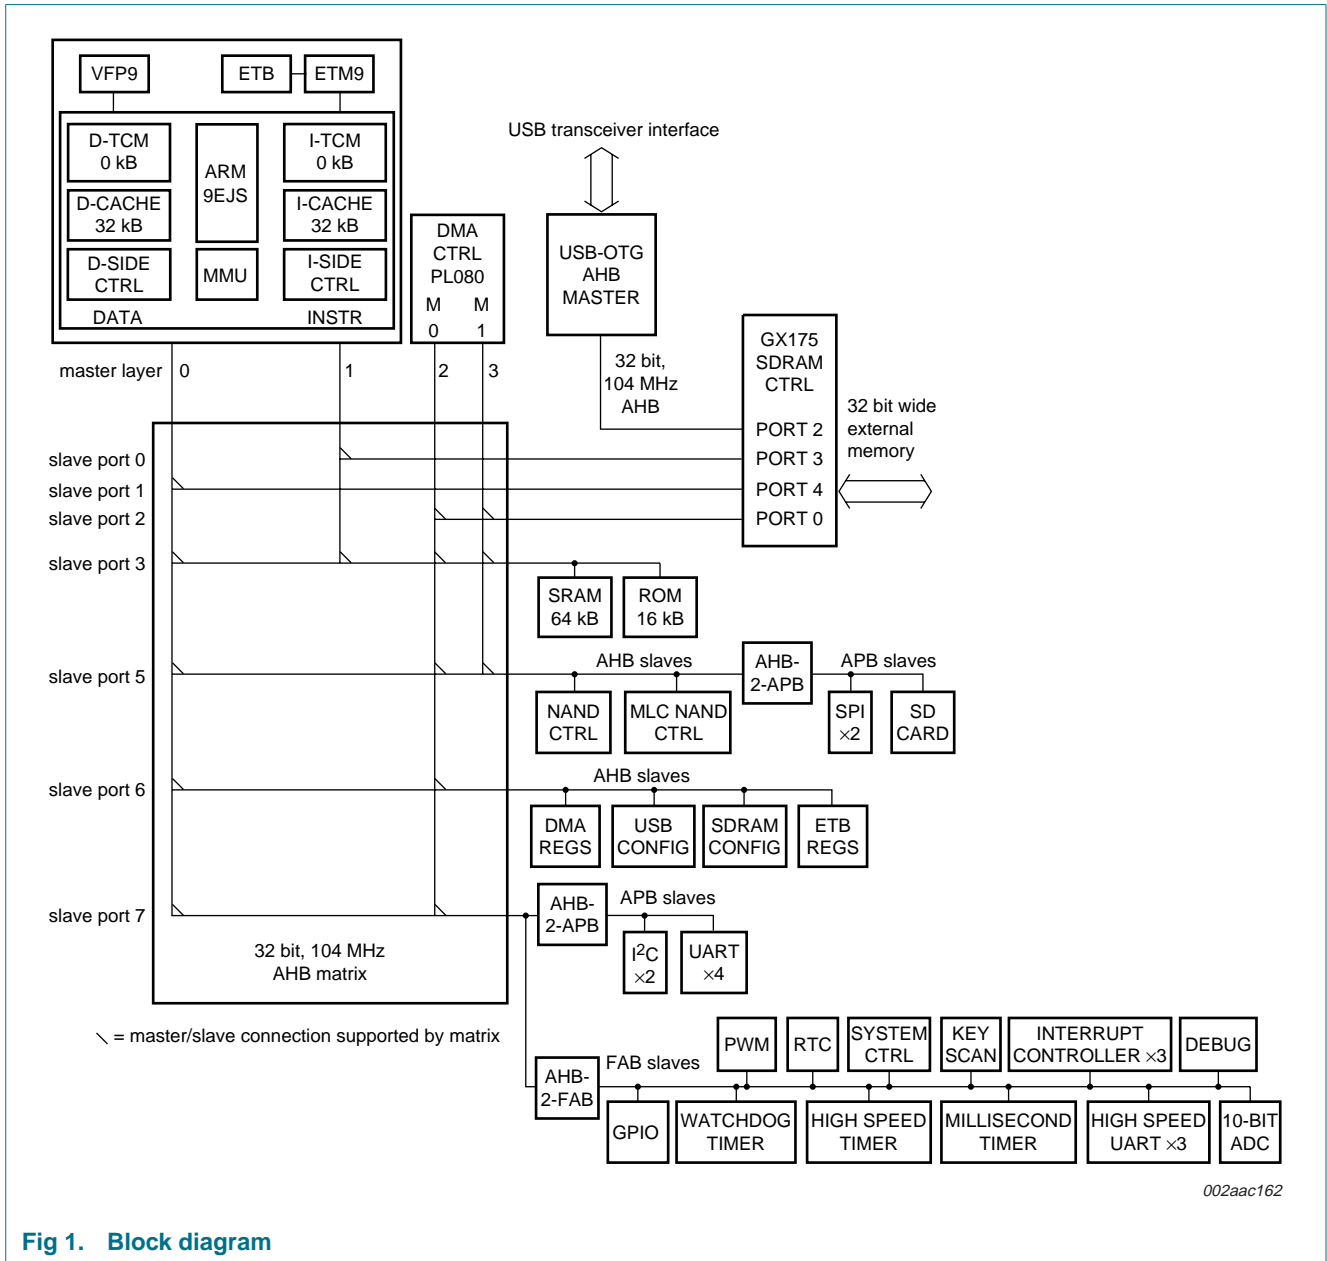 VFP9
ETB
ETM9
D-TCM
0 kB
ARM
9EJS
I-TCM
0 kB
D-CACHE
32 kB
I-CACHE
32 kB
D-SIDE
CTRL
MMU
I-SIDE
CTRL
DATA
INSTR
DMA
CTRL
PL080
M
0
M
1
USB transceiver interface
USB-OTG
AHB
MASTER
32 bit,
104 MHz
AHB
GX175
SDRAM
CTRL
PORT 2
PORT 3
PORT 4
PORT 0
32 bit wide
external
memory
master layer
0
1
2
3
slave port 0
slave port 1
slave port 2
slave port 3
SRAM
64 kB
ROM
16 kB
slave port 5
AHB slaves
AHB-
2-APB
APB slaves
NAND
CTRL
MLC NAND
CTRL
SPI
×2
SD
CARD
slave port 6
AHB slaves
DMA
REGS
USB
CONFIG
SDRAM
CONFIG
ETB
REGS
slave port 7
AHB-
2-APB
APB slaves
I²C
×2
UART
×4
32 bit, 104 MHz
AHB matrix
= master/slave connection supported by matrix
AHB-
2-FAB
FAB slaves
PWM
RTC
SYSTEM
CTRL
KEY
SCAN
INTERRUPT
CONTROLLER ×3
DEBUG
GPIO
WATCHDOG
TIMER
HIGH SPEED
TIMER
MILLISECOND
TIMER
HIGH SPEED
UART ×3
10-BIT
ADC
002aac162
Fig 1. Block diagram